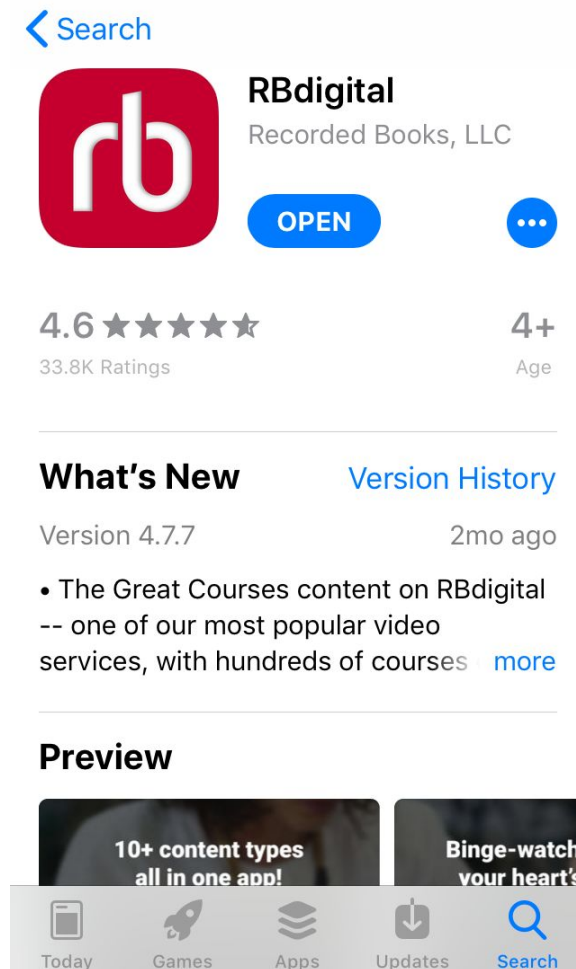 Search
rb
RBdigital
Recorded Books, LLC
OPEN
4.6
4+
33.8K Ratings
Age
What's New
Version History
Version 4.7.7
2mo ago
• The Great Courses content on RBdigital
-- one of our most popular video
services, with hundreds of courses more
Preview
10+ content types
all in one app!
Binge-watch
your heart's
Today
Games
Apps
Updates
Search